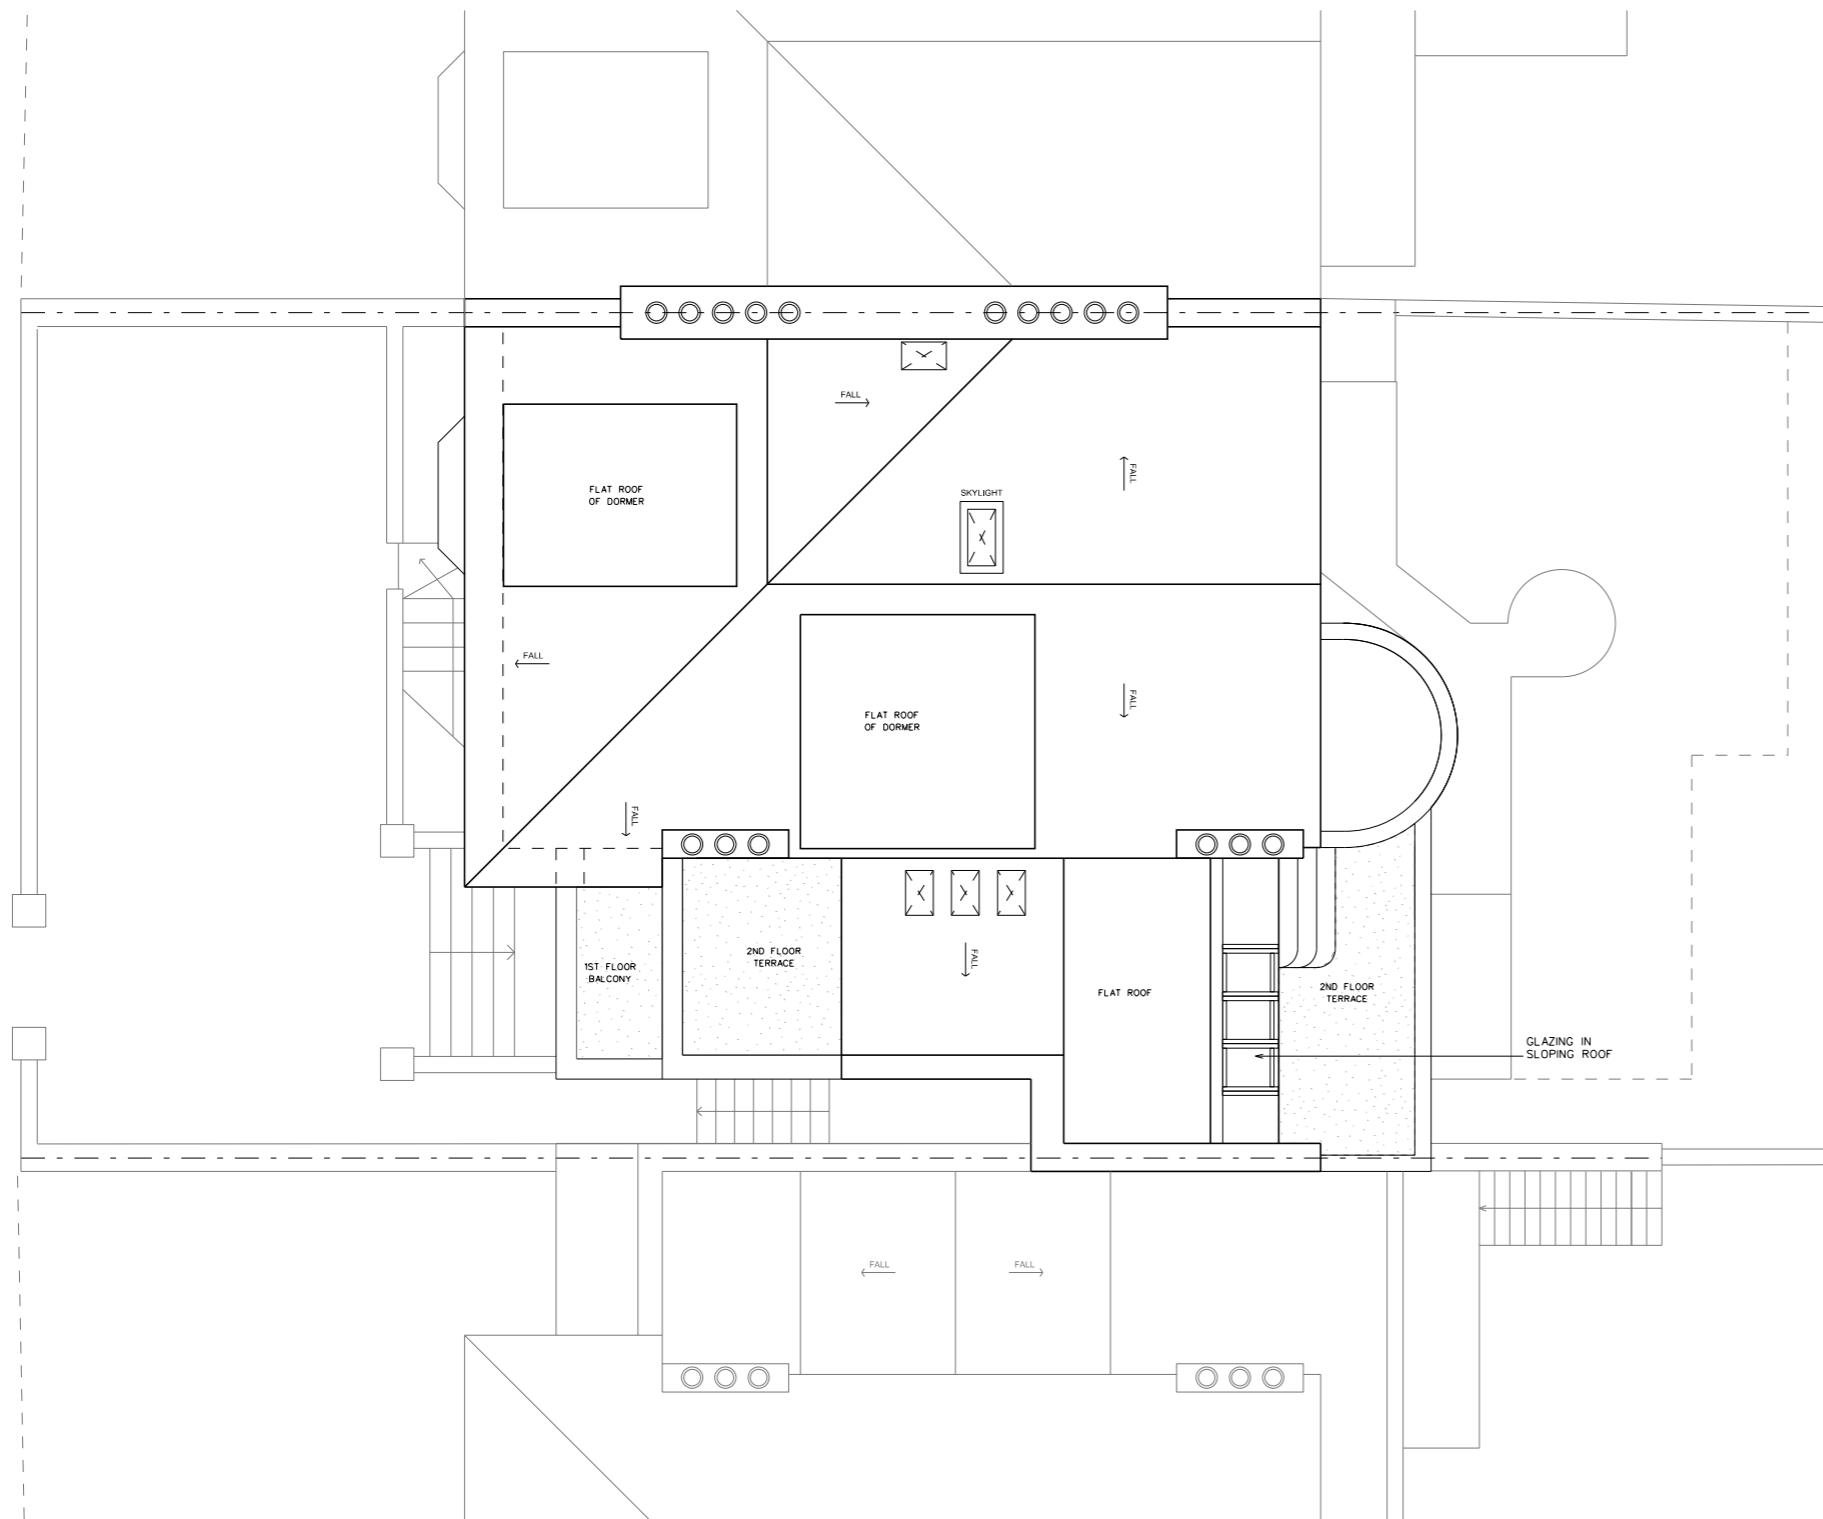 FALL
SKYLIGHT
FALL
FLAT ROOF
OF DORMER
FALL
FLAT ROOF
OF DORMER
FALL
FALL
1ST FLOOR
BALCONY
2ND FLOOR
TERRACE
FALL
FLAT ROOF
2ND FLOOR
TERRACE
GLAZING IN
SLOPING ROOF
FALL
FALL